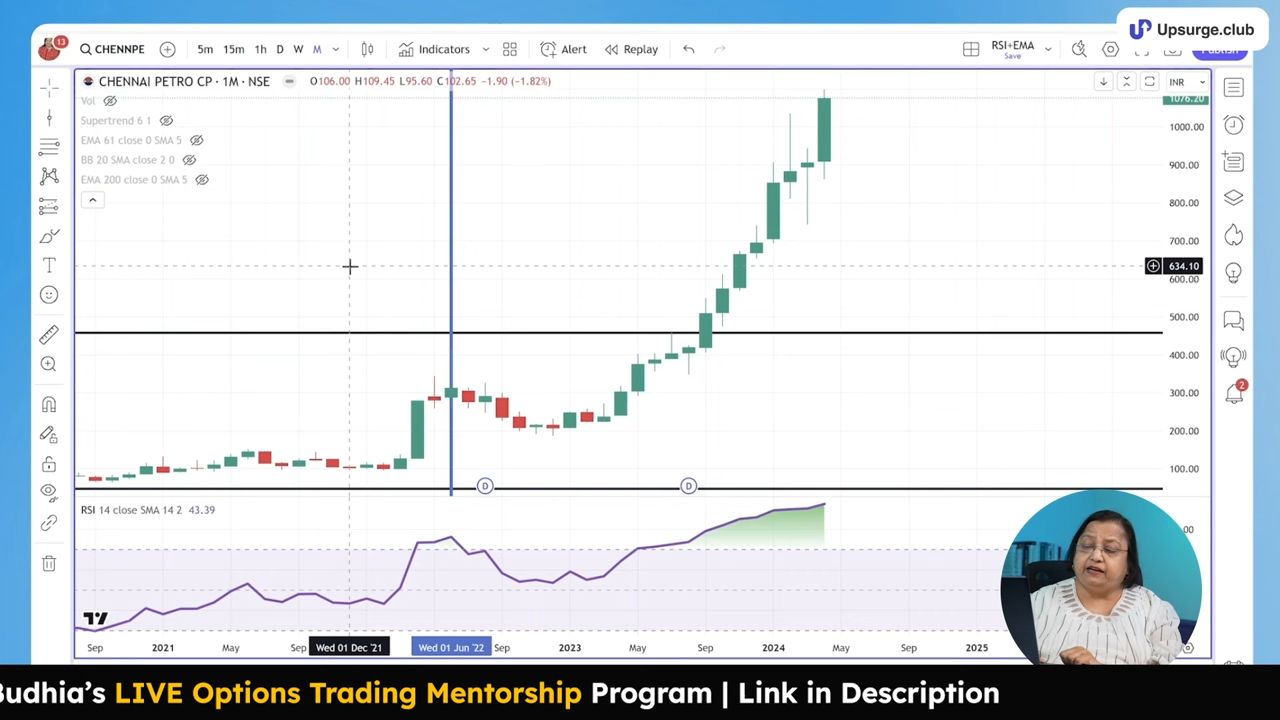 Upsurge.club
13
CHENNPE
5m 15m 1h D W M
Indicators
Alert
Replay
RSI+EMA
Save
CHENNAI PETRO CP · 1M · NSE
O106.00 H109.45 L95.60 C102.65 −1.90 (−1.82%)
INR
Vol
Supertrend 6 1
EMA 61 close 0 SMA 5
BB 20 SMA close 2 0
EMA 200 close 0 SMA 5
1076.20
1000.00
900.00
800.00
700.00
634.10
600.00
500.00
400.00
300.00
200.00
100.00
2
D D
RSI 14 close SMA 14 2 43.39
Sep 2021 May Sep Wed 01 Dec '21 Wed 01 Jun '22 Sep 2023 May Sep 2024 May Sep 2025
Budhia's LIVE Options Trading Mentorship Program | Link in Description